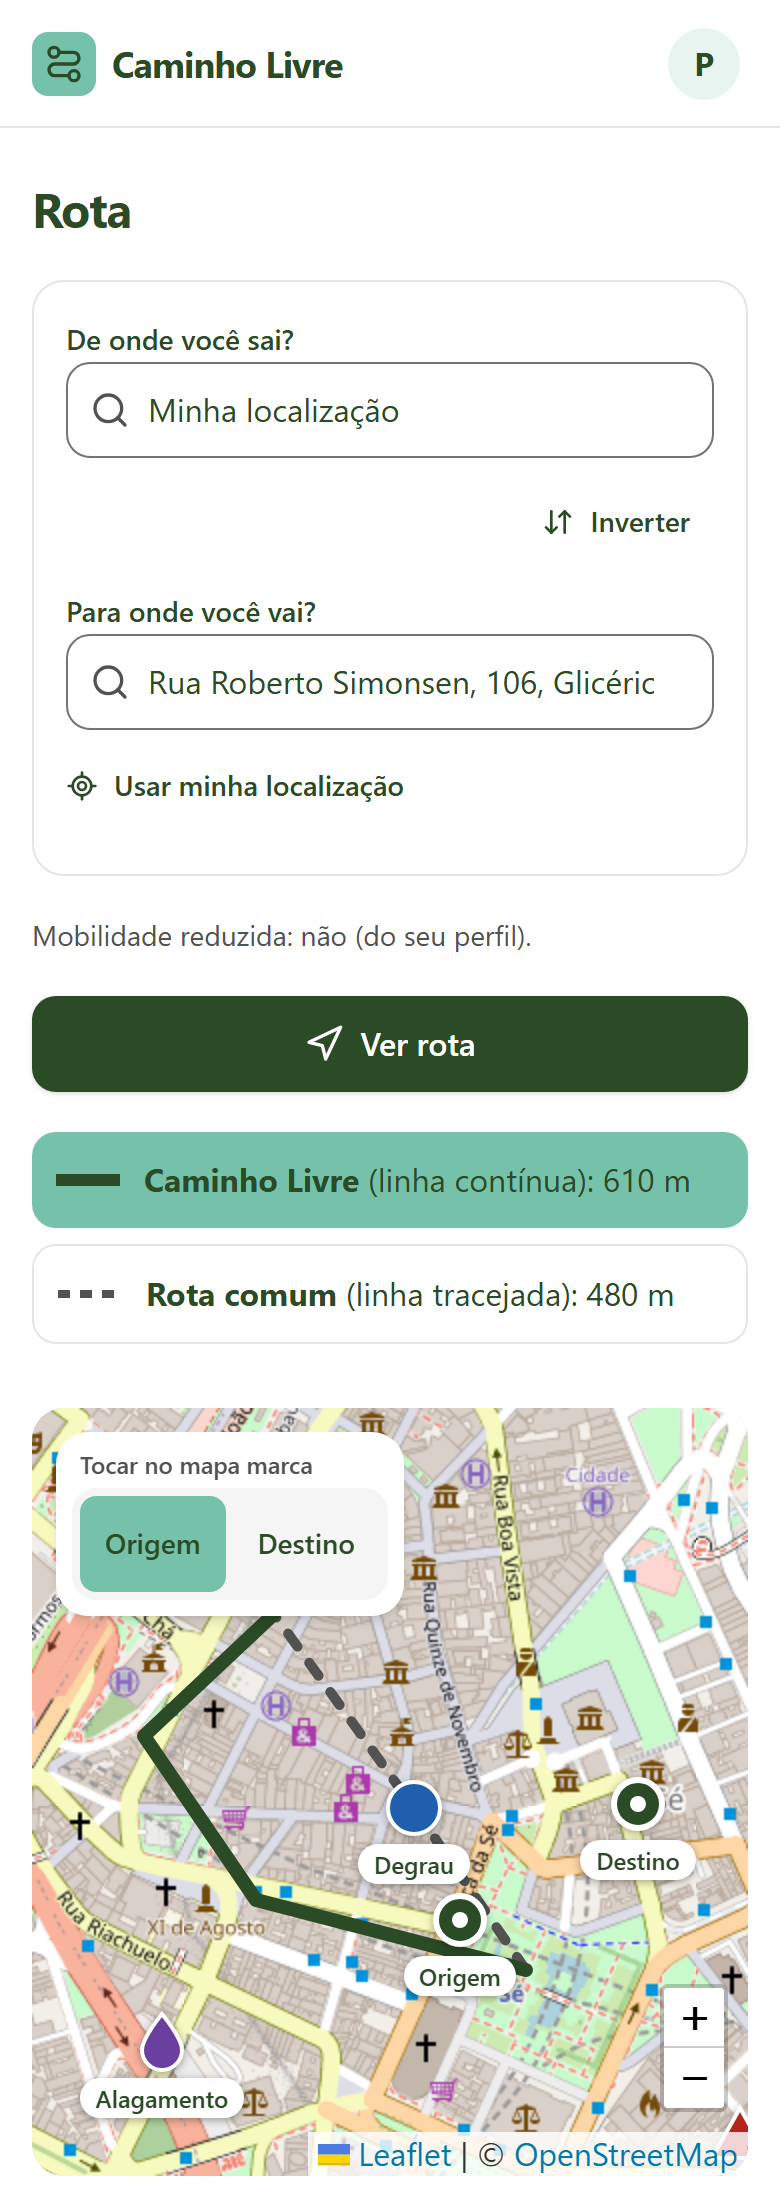 Caminho Livre
P
Rota
De onde você sai?
Minha localização
Inverter
Para onde você vai?
Rua Roberto Simonsen, 106, Glicéric
Usar minha localização
Mobilidade reduzida: não (do seu perfil).
Ver rota
Caminho Livre (linha contínua): 610 m
Rota comum (linha tracejada): 480 m
Tocar no mapa marca
Origem
Destino
Cidade
Rua Boa Vista
Rua Quinze de Novembro
Degrau
Destino
Origem
XI de Agosto
Rua Riachuelo
Alagamento
+
−
Leaflet | © OpenStreetMap